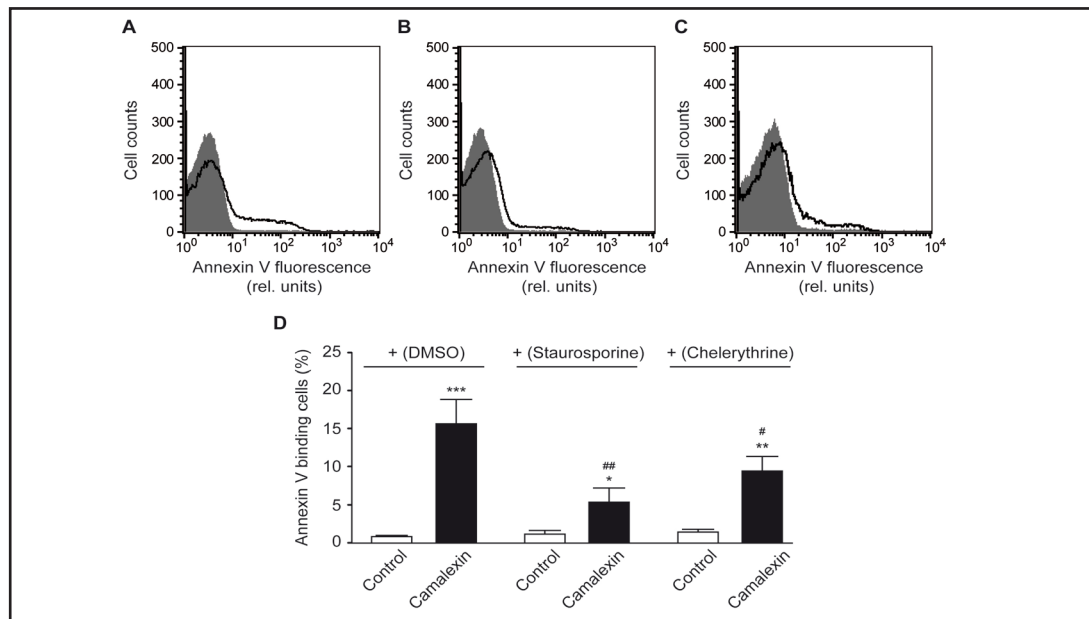 A
B
C
500
400
300
200
100
0
10⁰
10¹
10²
10³
10⁴
Cell counts
Annexin V fluorescence
(rel. units)
500
400
300
200
100
0
10⁰
10¹
10²
10³
10⁴
Cell counts
Annexin V fluorescence
(rel. units)
500
400
300
200
100
0
10⁰
10¹
10²
10³
10⁴
Cell counts
Annexin V fluorescence
(rel. units)
D
+ (DMSO)
+ (Staurosporine)
+ (Chelerythrine)
Annexin V binding cells (%)
25
20
15
10
5
0
***
##
*
#
**
Control
Camalexin
Control
Camalexin
Control
Camalexin